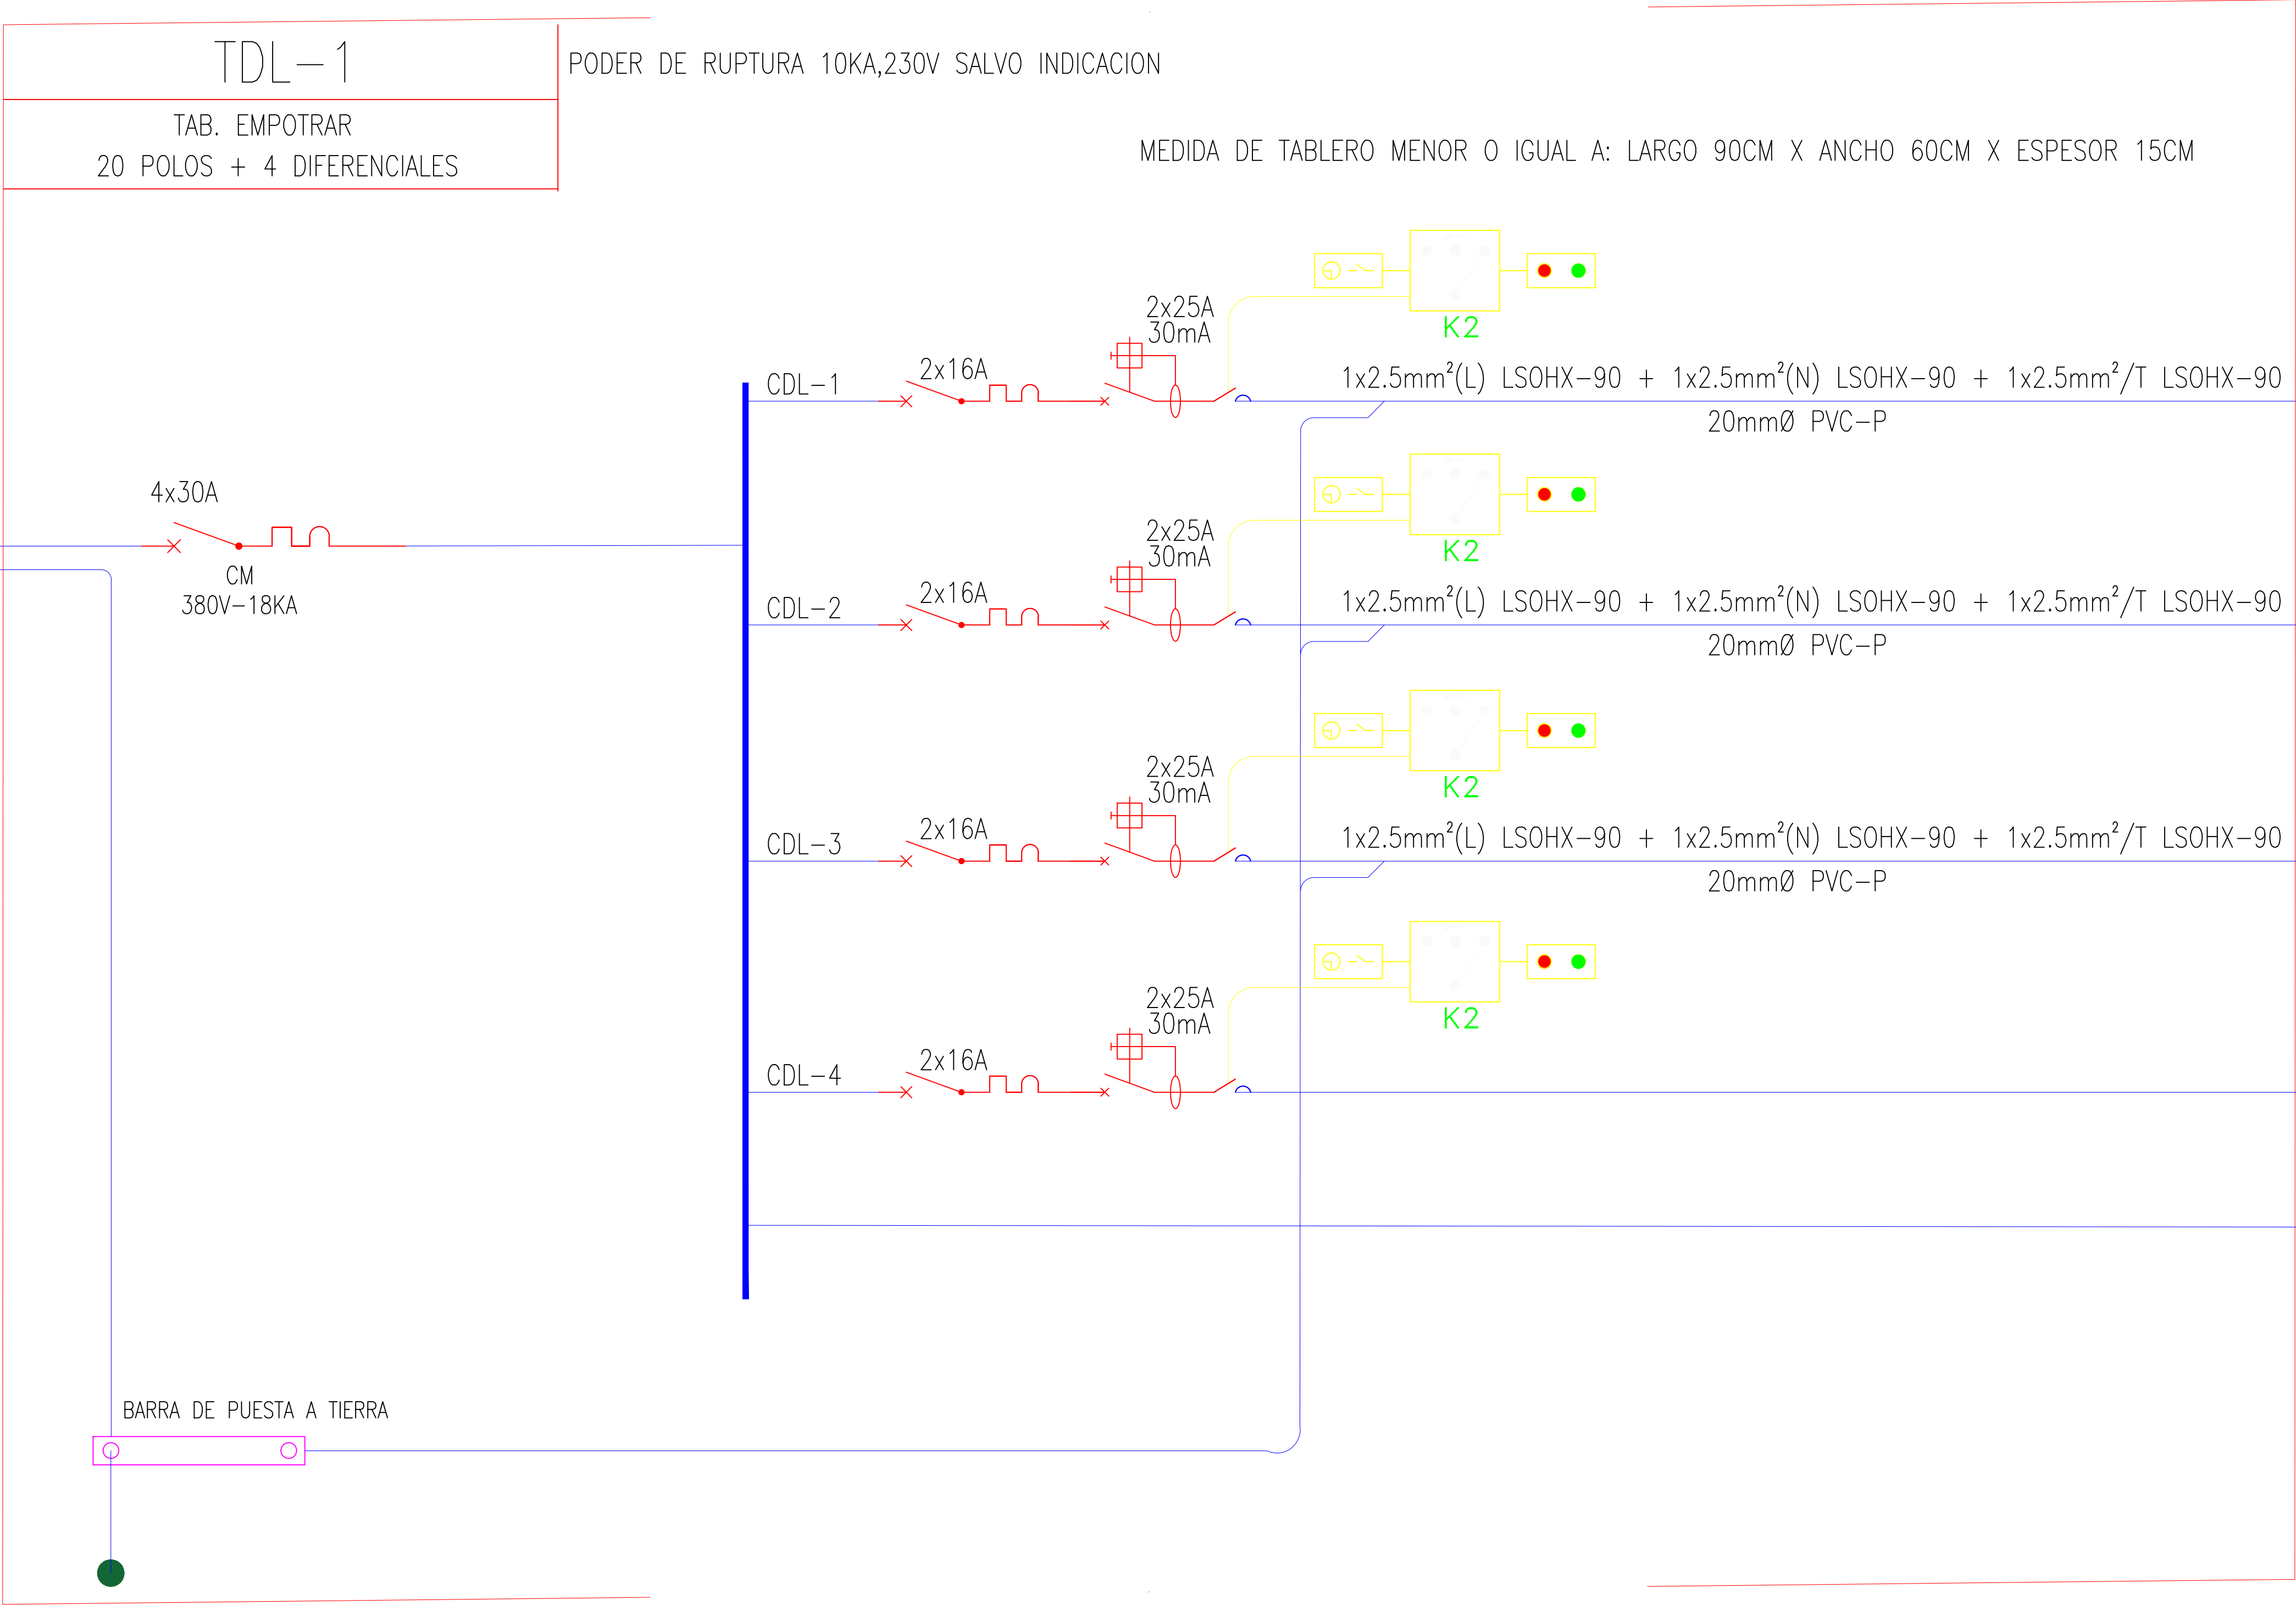 TDL-1
PODER DE RUPTURA 10KA,230V SALVO INDICACION
TAB. EMPOTRAR
20 POLOS + 4 DIFERENCIALES
MEDIDA DE TABLERO MENOR O IGUAL A: LARGO 90CM X ANCHO 60CM X ESPESOR 15CM
2x25A
30mA
K2
CDL-1
2x16A
1x2.5mm²(L) LSOHX-90 + 1x2.5mm²(N) LSOHX-90 + 1x2.5mm²/T LSOHX-90
20mmØ PVC-P
4x30A
CM
380V-18KA
2x25A
30mA
K2
CDL-2
2x16A
1x2.5mm²(L) LSOHX-90 + 1x2.5mm²(N) LSOHX-90 + 1x2.5mm²/T LSOHX-90
20mmØ PVC-P
2x25A
30mA
K2
CDL-3
2x16A
1x2.5mm²(L) LSOHX-90 + 1x2.5mm²(N) LSOHX-90 + 1x2.5mm²/T LSOHX-90
20mmØ PVC-P
2x25A
30mA
K2
CDL-4
2x16A
BARRA DE PUESTA A TIERRA